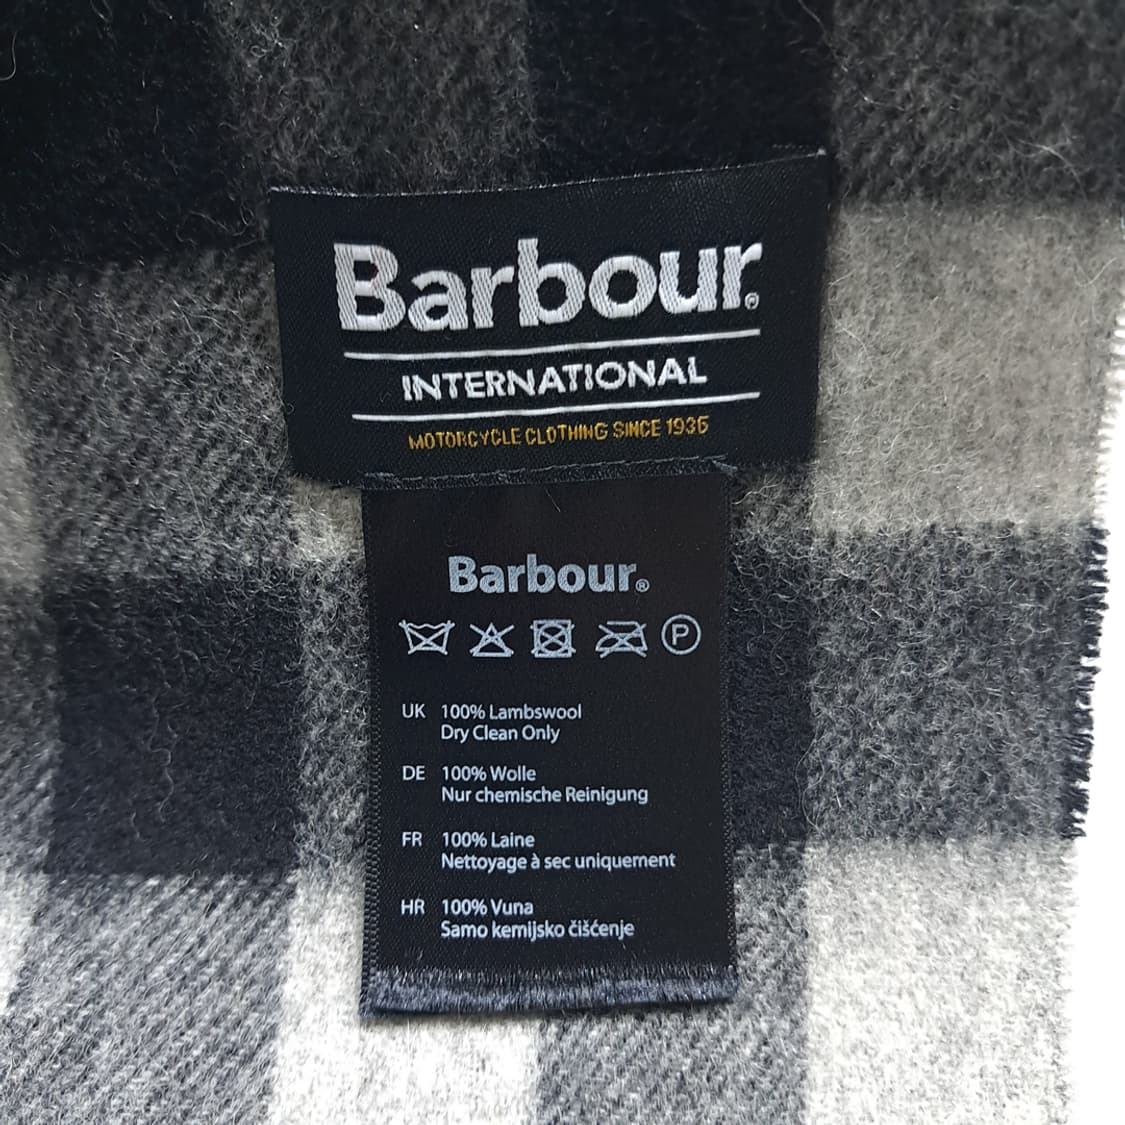 Barbour®
INTERNATIONAL
MOTORCYCLE CLOTHING SINCE 1936
Barbour®
P
UK 100% Lambswool
Dry Clean Only
DE 100% Wolle
Nur chemische Reinigung
FR 100% Laine
Nettoyage à sec uniquement
HR 100% Vuna
Samo kemijsko čišćenje